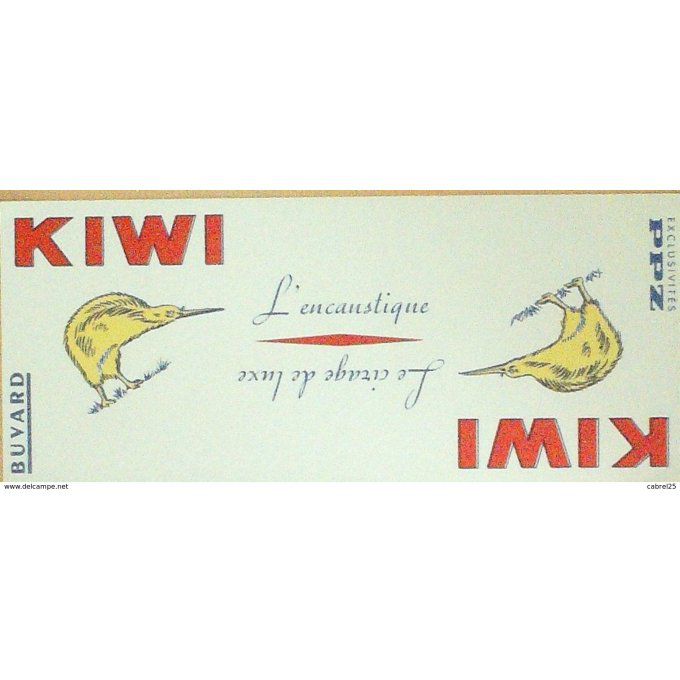 KIWI
L'encaustique
BUVARD
EXCLUSIVITÉS
PPZ
Le cirage de luxe
KIWI
www.delcampe.net
cabrel25